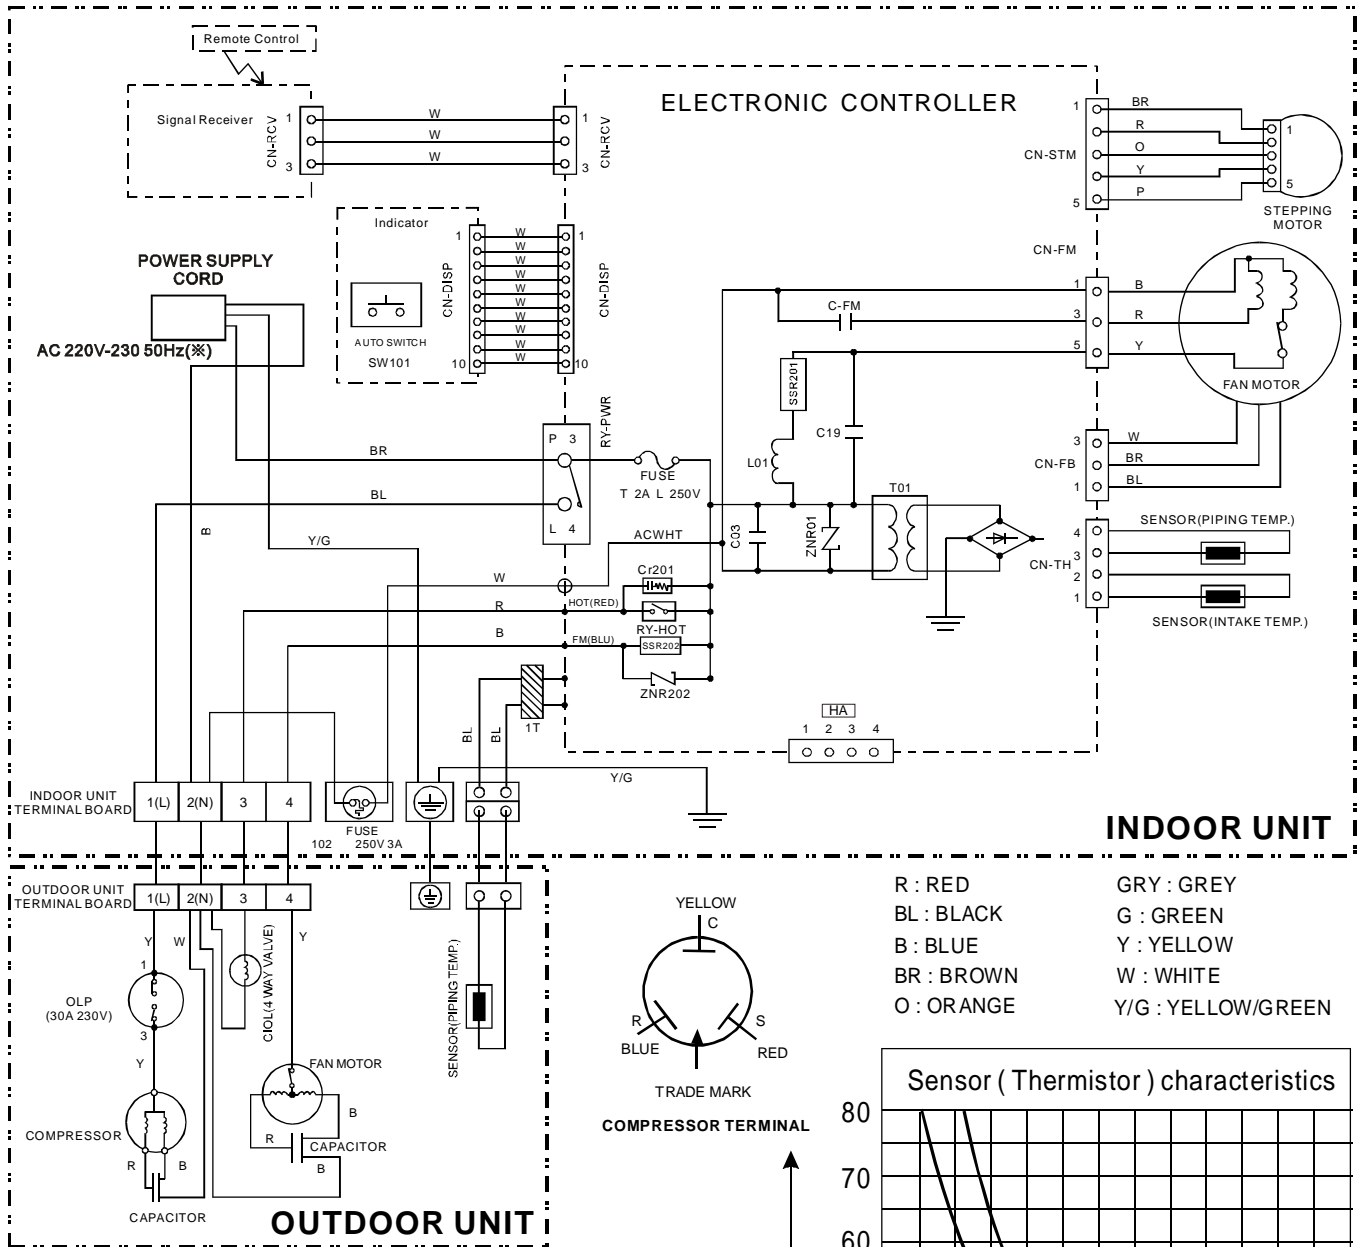 Remote Control
Signal Receiver
1
3
CN-RCV
W
W
W
1
3
CN-RCV
ELECTRONIC CONTROLLER
1
CN-STM
5
BR
R
O
Y
P
1
5
STEPPING
MOTOR
Indicator
AUTO SWITCH
SW101
CN-DISP
1
10
W
W
W
W
W
W
W
W
W
W
1
10
CN-DISP
POWER SUPPLY
CORD
AC 220V-230 50Hz(※)
CN-FM
1
3
5
B
R
Y
FAN MOTOR
C-FM
SSR201
C19
L01
RY-PWR
P 3
L 4
FUSE
T 2A L 250V
BR
BL
B
Y/G
ACWHT
C03
ZNR01
T01
3
CN-FB
1
W
BR
BL
4
3
CN-TH
2
1
SENSOR(PIPING TEMP.)
SENSOR(INTAKE TEMP.)
W
R
B
HOT(RED)
FM(BLU)
Cr201
RY-HOT
SSR202
ZNR202
BL
BL
1T
HA
1 2 3 4
Y/G
INDOOR UNIT
TERMINAL BOARD
1(L)
2(N)
3
4
FUSE
102 250V 3A
INDOOR UNIT
OUTDOOR UNIT
TERMINAL BOARD
1(L)
2(N)
3
4
Y
W
Y
1
OLP
(30A 230V)
3
Y
CIOL(4 WAY VALVE)
SENSOR(PIPING TEMP.)
FAN MOTOR
B
R
CAPACITOR
B
COMPRESSOR
R
B
CAPACITOR
OUTDOOR UNIT
YELLOW
C
R
BLUE
S
RED
TRADE MARK
COMPRESSOR TERMINAL
R : RED
BL : BLACK
B : BLUE
BR : BROWN
O : ORANGE
GRY : GREY
G : GREEN
Y : YELLOW
W : WHITE
Y/G : YELLOW/GREEN
Sensor ( Thermistor ) characteristics
80
70
60